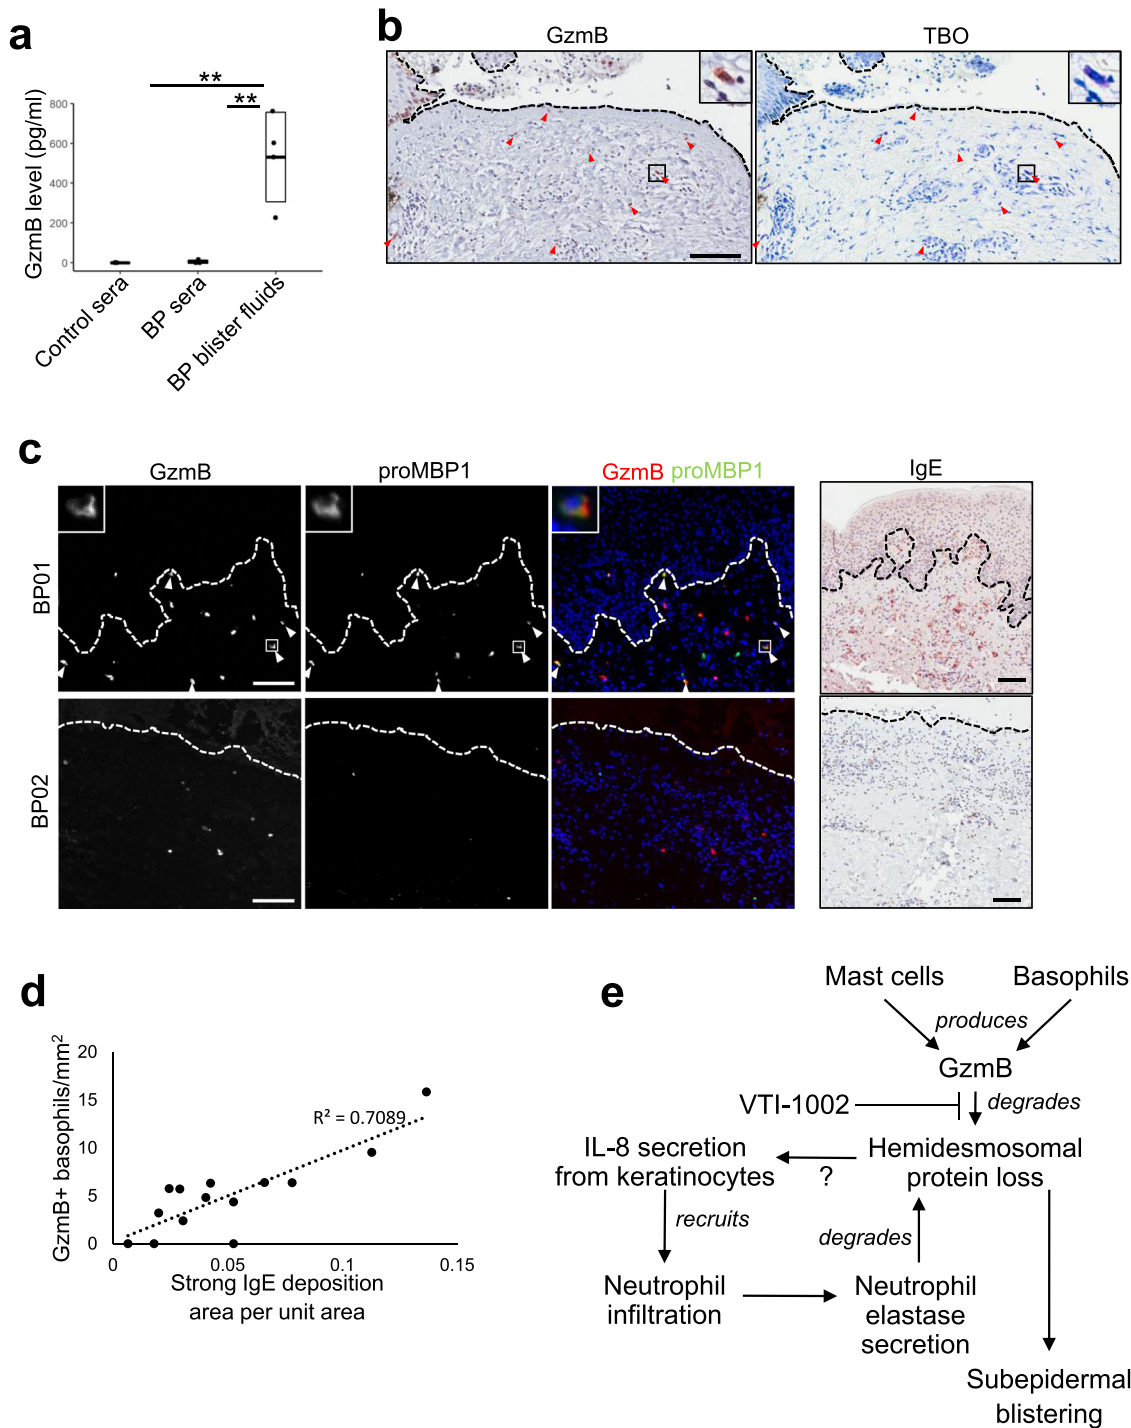 a
**
**
GzmB level (pg/ml)
800
600
400
200
0
Control sera
BP sera
BP blister fluids
b
GzmB
TBO
c
GzmB
proMBP1
GzmB proMBP1
IgE
BP01
BP02
d
GzmB+ basophils/mm²
20
15
10
5
0
R² = 0.7089
0
0.05
0.1
0.15
Strong IgE deposition
area per unit area
e
Mast cells
Basophils
produces
GzmB
VTI-1002
degrades
IL-8 secretion
from keratinocytes
?
Hemidesmosomal
protein loss
recruits
degrades
Neutrophil
infiltration
Neutrophil
elastase
secretion
Subepidermal
blistering